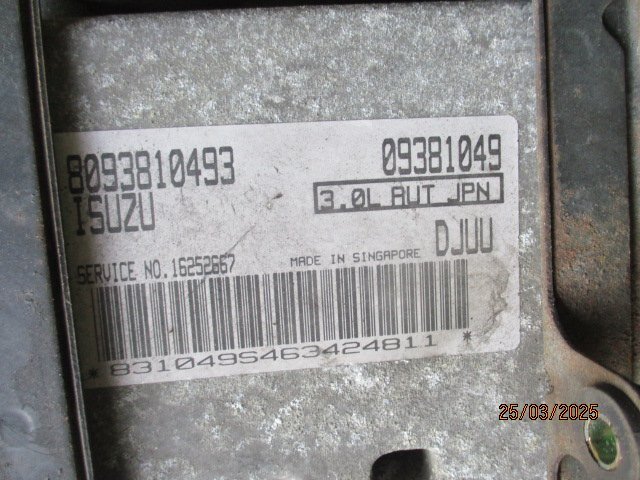 8093810493 09381049
ISUZU 3.0L AUT JPN
DJUU
SERVICE NO.16252667 MADE IN SINGAPORE
*831049S463424811*
25/03/2025